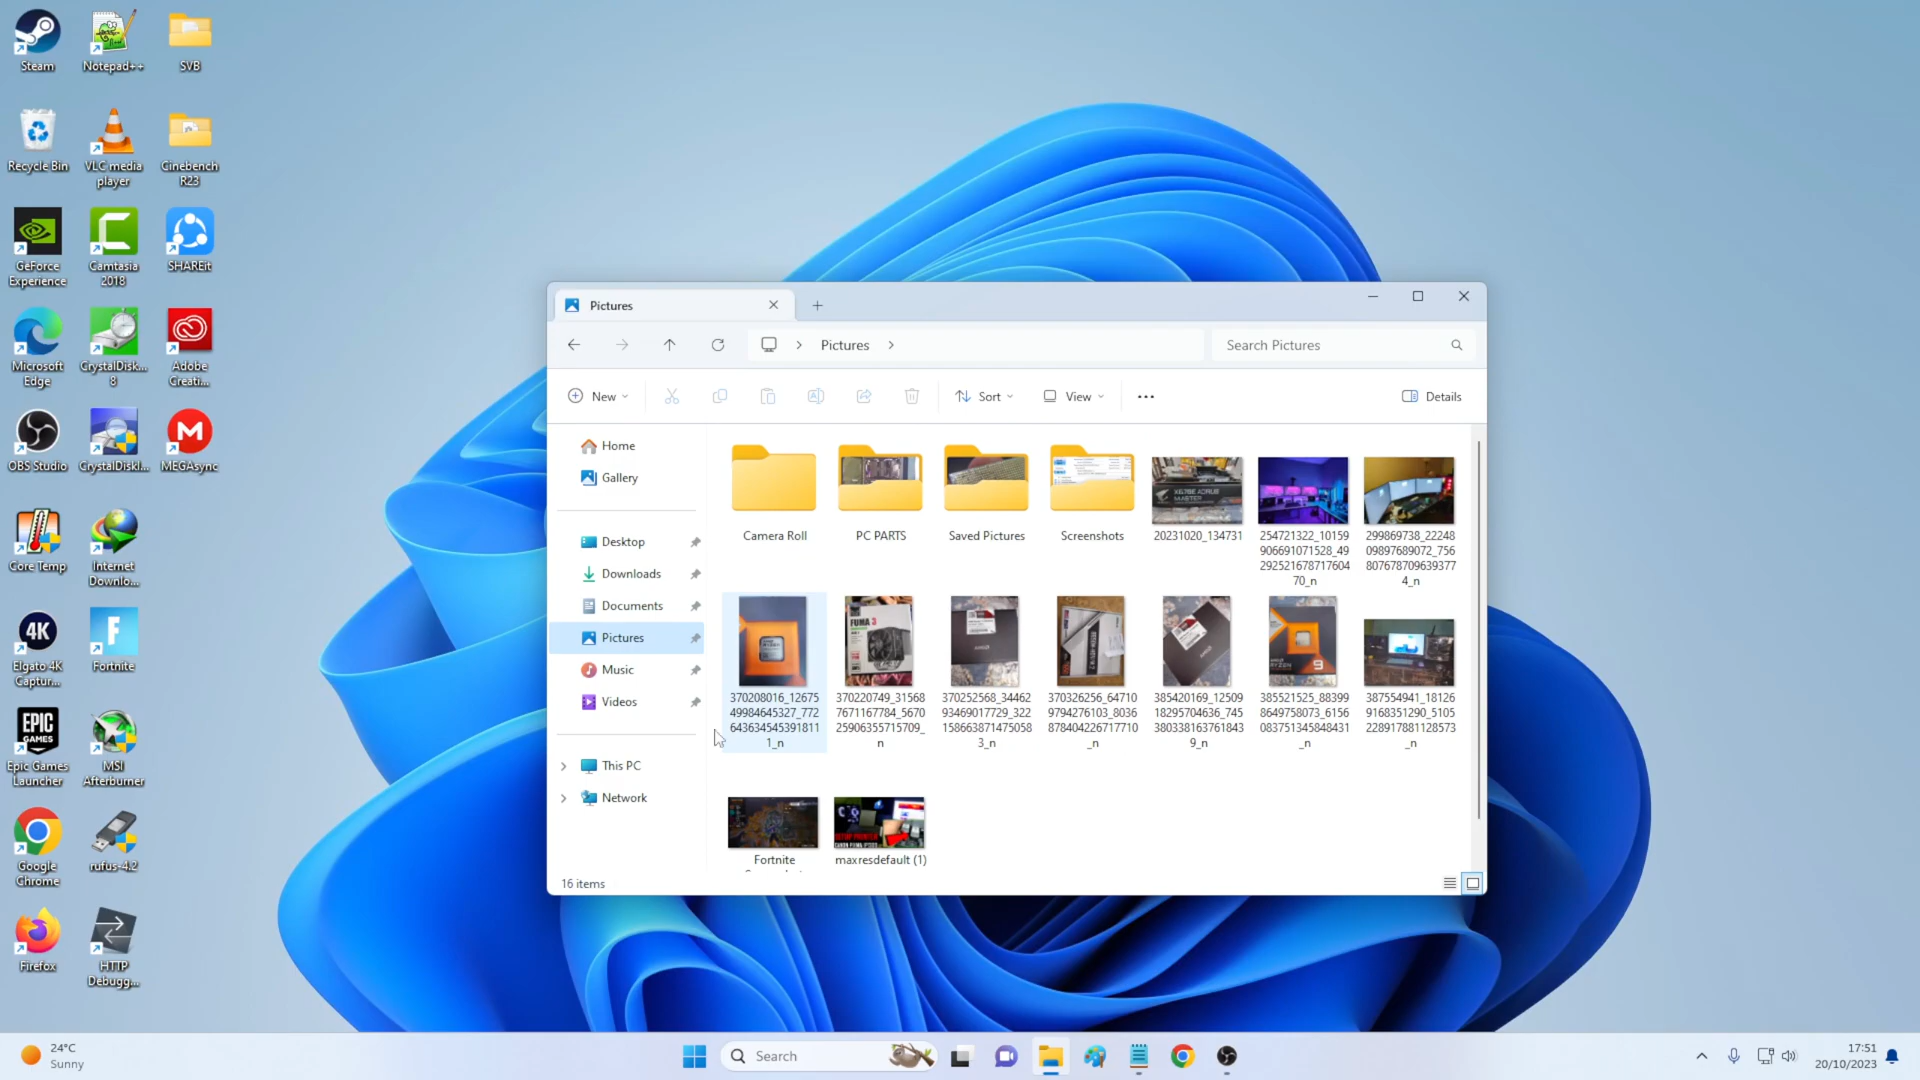 Steam
Notepad++
SVB
Recycle Bin
VLC media
player
Cinebench
R23
GeForce
Experience
Camtasia
2018
SHAREit
Microsoft
Edge
CrystalDisk...
8
Adobe
Creati...
OBS Studio
CrystalDiskI...
MEGAsync
Core Temp
Internet
Downlo...
Elgato 4K
Captur...
Fortnite
Epic Games
Launcher
MSI
Afterburner
Google
Chrome
rufus-4.2
Firefox
HTTP
Debugg...
Pictures
Pictures
Search Pictures
New
Sort
View
Details
Home
Gallery
Desktop
Downloads
Documents
Pictures
Music
Videos
This PC
Network
Camera Roll
PC PARTS
Saved Pictures
Screenshots
20231020_134731
254721322_10159
906691071528_49
292521678717604
70_n
299869738_22248
09897689072_756
807678709639377
4_n
370208016_12675
49984645327_772
643634545391811
1_n
370220749_31568
7671167784_5670
25906355715709_
n
370252568_34462
93469017729_322
158663871475058
3_n
370326256_64710
9794276103_8036
878404226717710
_n
385420169_12509
18295704636_745
380338163761843
9_n
385521525_88399
8649758073_6156
083751345848431
_n
387554941_18126
9168351290_5105
228917881128573
_n
Fortnite
maxresdefault (1)
16 items
24°C
Sunny
Search
17:51
20/10/2023